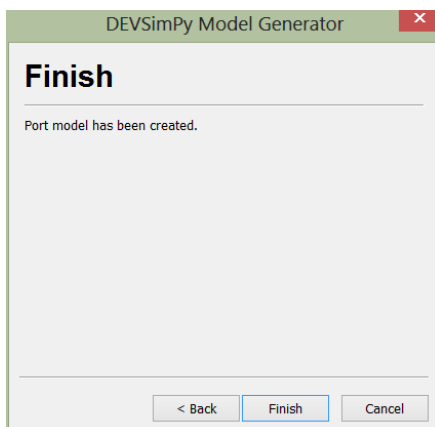 DEVSimPy Model Generator
Finish
Port model has been created.
< Back Finish Cancel